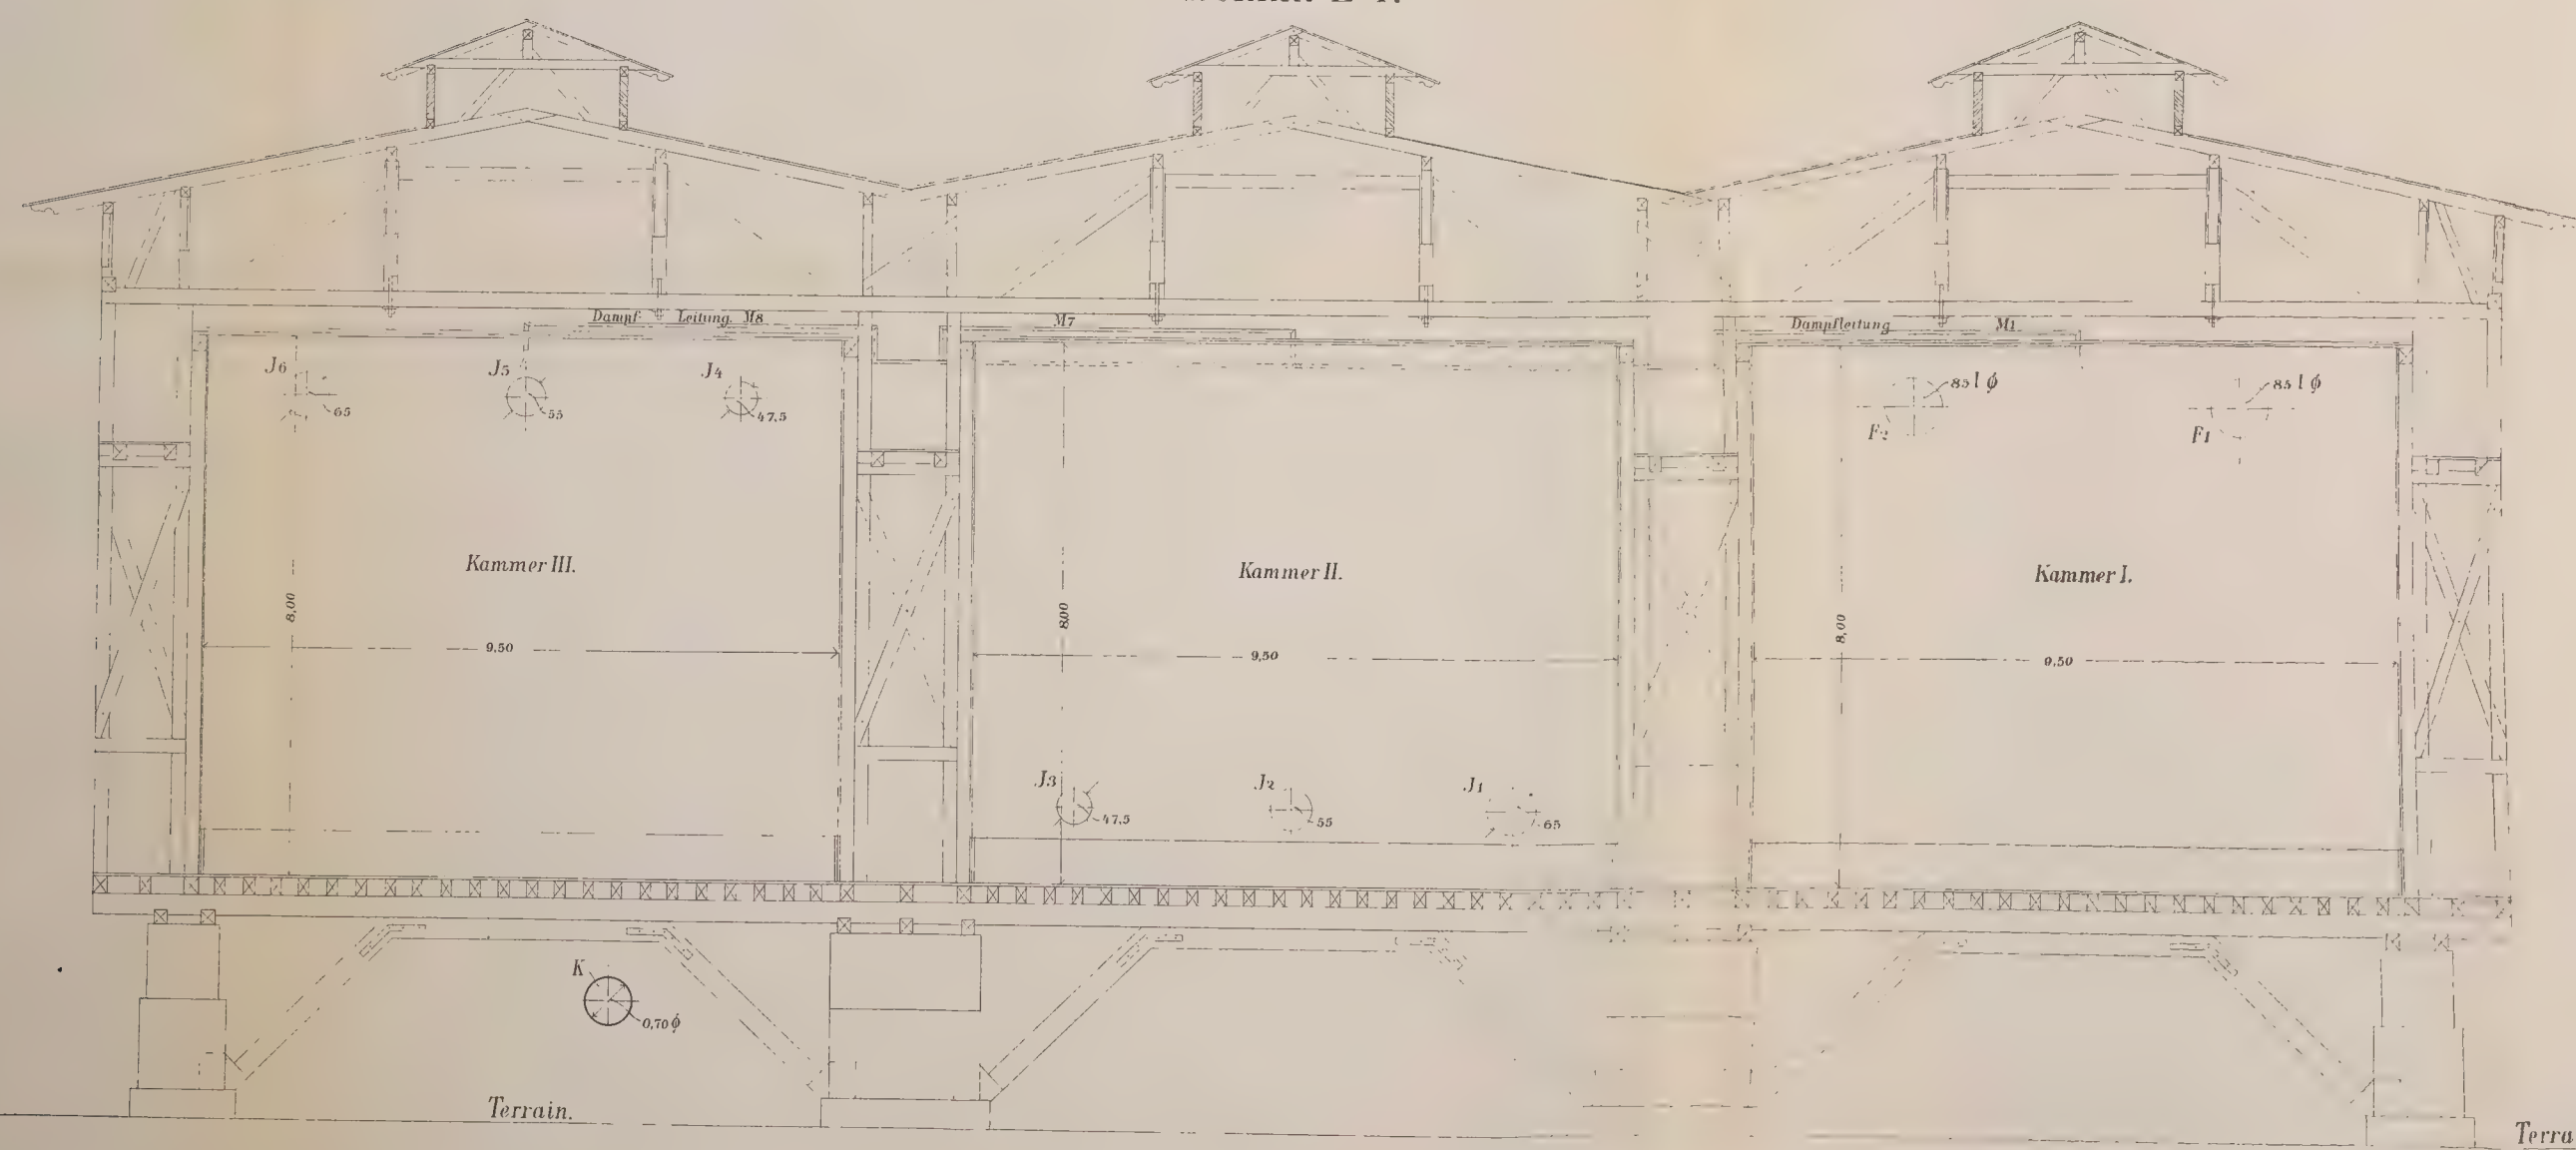 Dampf Leitung. M8
M7
Dampfleitung M1
J6
65
J5
55
J4
47,5
85 l ϕ
F2
85 l ϕ
F1
Kammer III.
Kammer II.
Kammer I.
8,00
9,50
8,00
9,50
8,00
9,50
J3
47,5
J2
55
J1
65
K
0,70 ϕ
Terrain.
Terra